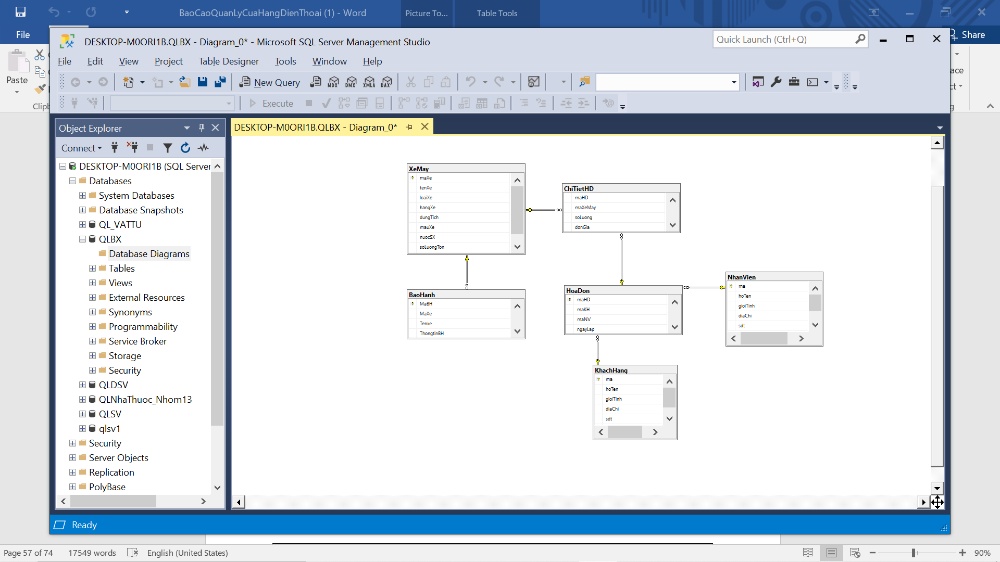 BaoCaoQuanLyCuaHangDienThoai (1) - Word
Picture To...
Table Tools
File
Share
DESKTOP-M0ORI1B.QLBX - Diagram_0* - Microsoft SQL Server Management Studio
Quick Launch (Ctrl+Q)
File Edit View Project Table Designer Tools Window Help
Paste
New Query
MDX DMX XMLA DAX
Execute
Object Explorer
DESKTOP-M0ORI1B.QLBX - Diagram_0*
Connect
DESKTOP-M0ORI1B (SQL Server
Databases
System Databases
Database Snapshots
QL_VATTU
QLBX
Database Diagrams
Tables
Views
External Resources
Synonyms
Programmability
Service Broker
Storage
Security
QLDSV
QLNhaThuoc_Nhom13
QLSV
qlsv1
Security
Server Objects
Replication
PolyBase
XeMay
maXe
tenXe
loaiXe
hangXe
dungTich
mauXe
nuocSX
soLuongTon
ChiTietHD
maHD
maXeMay
soLuong
donGia
BaoHanh
MaBH
MaXe
Tenxe
ThongtinBH
HoaDon
maHD
maKH
maNV
ngayLap
NhanVien
ma
hoTen
gioiTinh
diaChi
sdt
KhachHang
ma
hoTen
gioiTinh
diaChi
sdt
Ready
Page 57 of 74
17549 words
English (United States)
90%